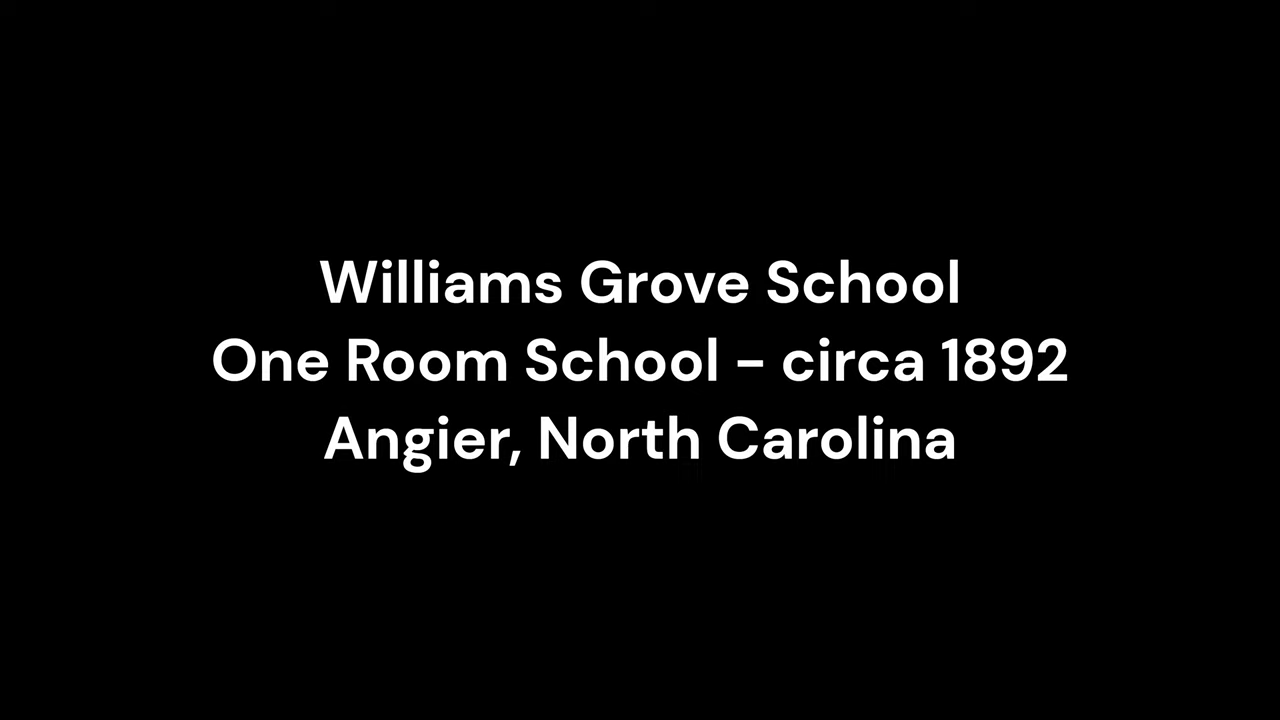 Williams Grove School
One Room School - circa 1892
Angier, North Carolina